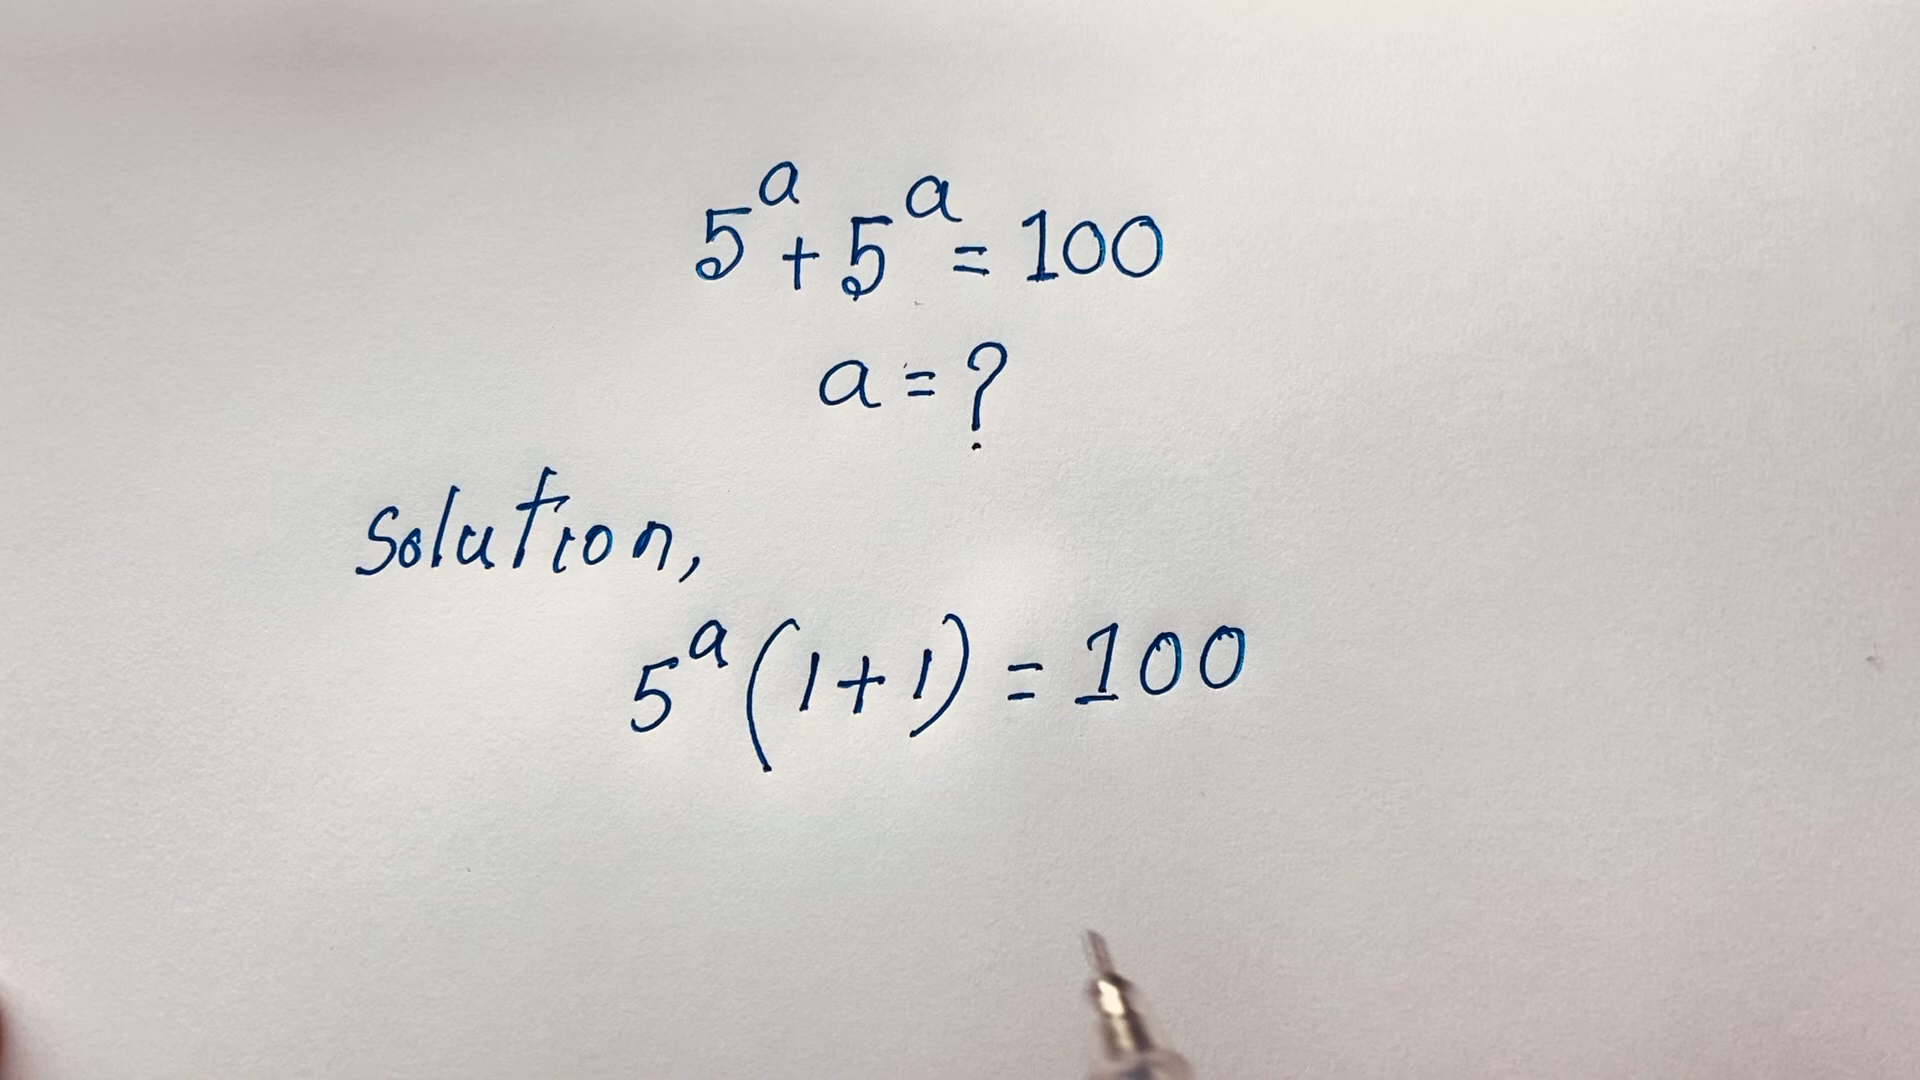 5^a + 5^a = 100
a = ?
Solution,
5^a (1+1) = 100